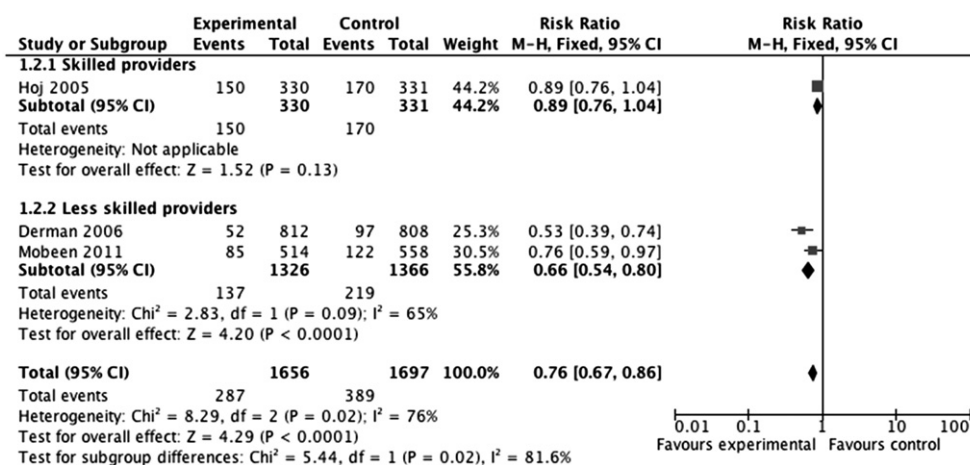 Experimental Control Risk Ratio Risk Ratio
Study or Subgroup Events Total Events Total Weight M-H, Fixed, 95% CI M-H, Fixed, 95% CI
1.2.1 Skilled providers
Hoj 2005 150 330 170 331 44.2% 0.89 [0.76, 1.04]
Subtotal (95% CI) 330 331 44.2% 0.89 [0.76, 1.04]
Total events 150 170
Heterogeneity: Not applicable
Test for overall effect: Z = 1.52 (P = 0.13)
1.2.2 Less skilled providers
Derman 2006 52 812 97 808 25.3% 0.53 [0.39, 0.74]
Mobeen 2011 85 514 122 558 30.5% 0.76 [0.59, 0.97]
Subtotal (95% CI) 1326 1366 55.8% 0.66 [0.54, 0.80]
Total events 137 219
Heterogeneity: Chi² = 2.83, df = 1 (P = 0.09); I² = 65%
Test for overall effect: Z = 4.20 (P < 0.0001)
Total (95% CI) 1656 1697 100.0% 0.76 [0.67, 0.86]
Total events 287 389
Heterogeneity: Chi² = 8.29, df = 2 (P = 0.02); I² = 76%
Test for overall effect: Z = 4.29 (P < 0.0001)
Test for subgroup differences: Chi² = 5.44, df = 1 (P = 0.02), I² = 81.6%
0.01 0.1 1 10 100
Favours experimental Favours control